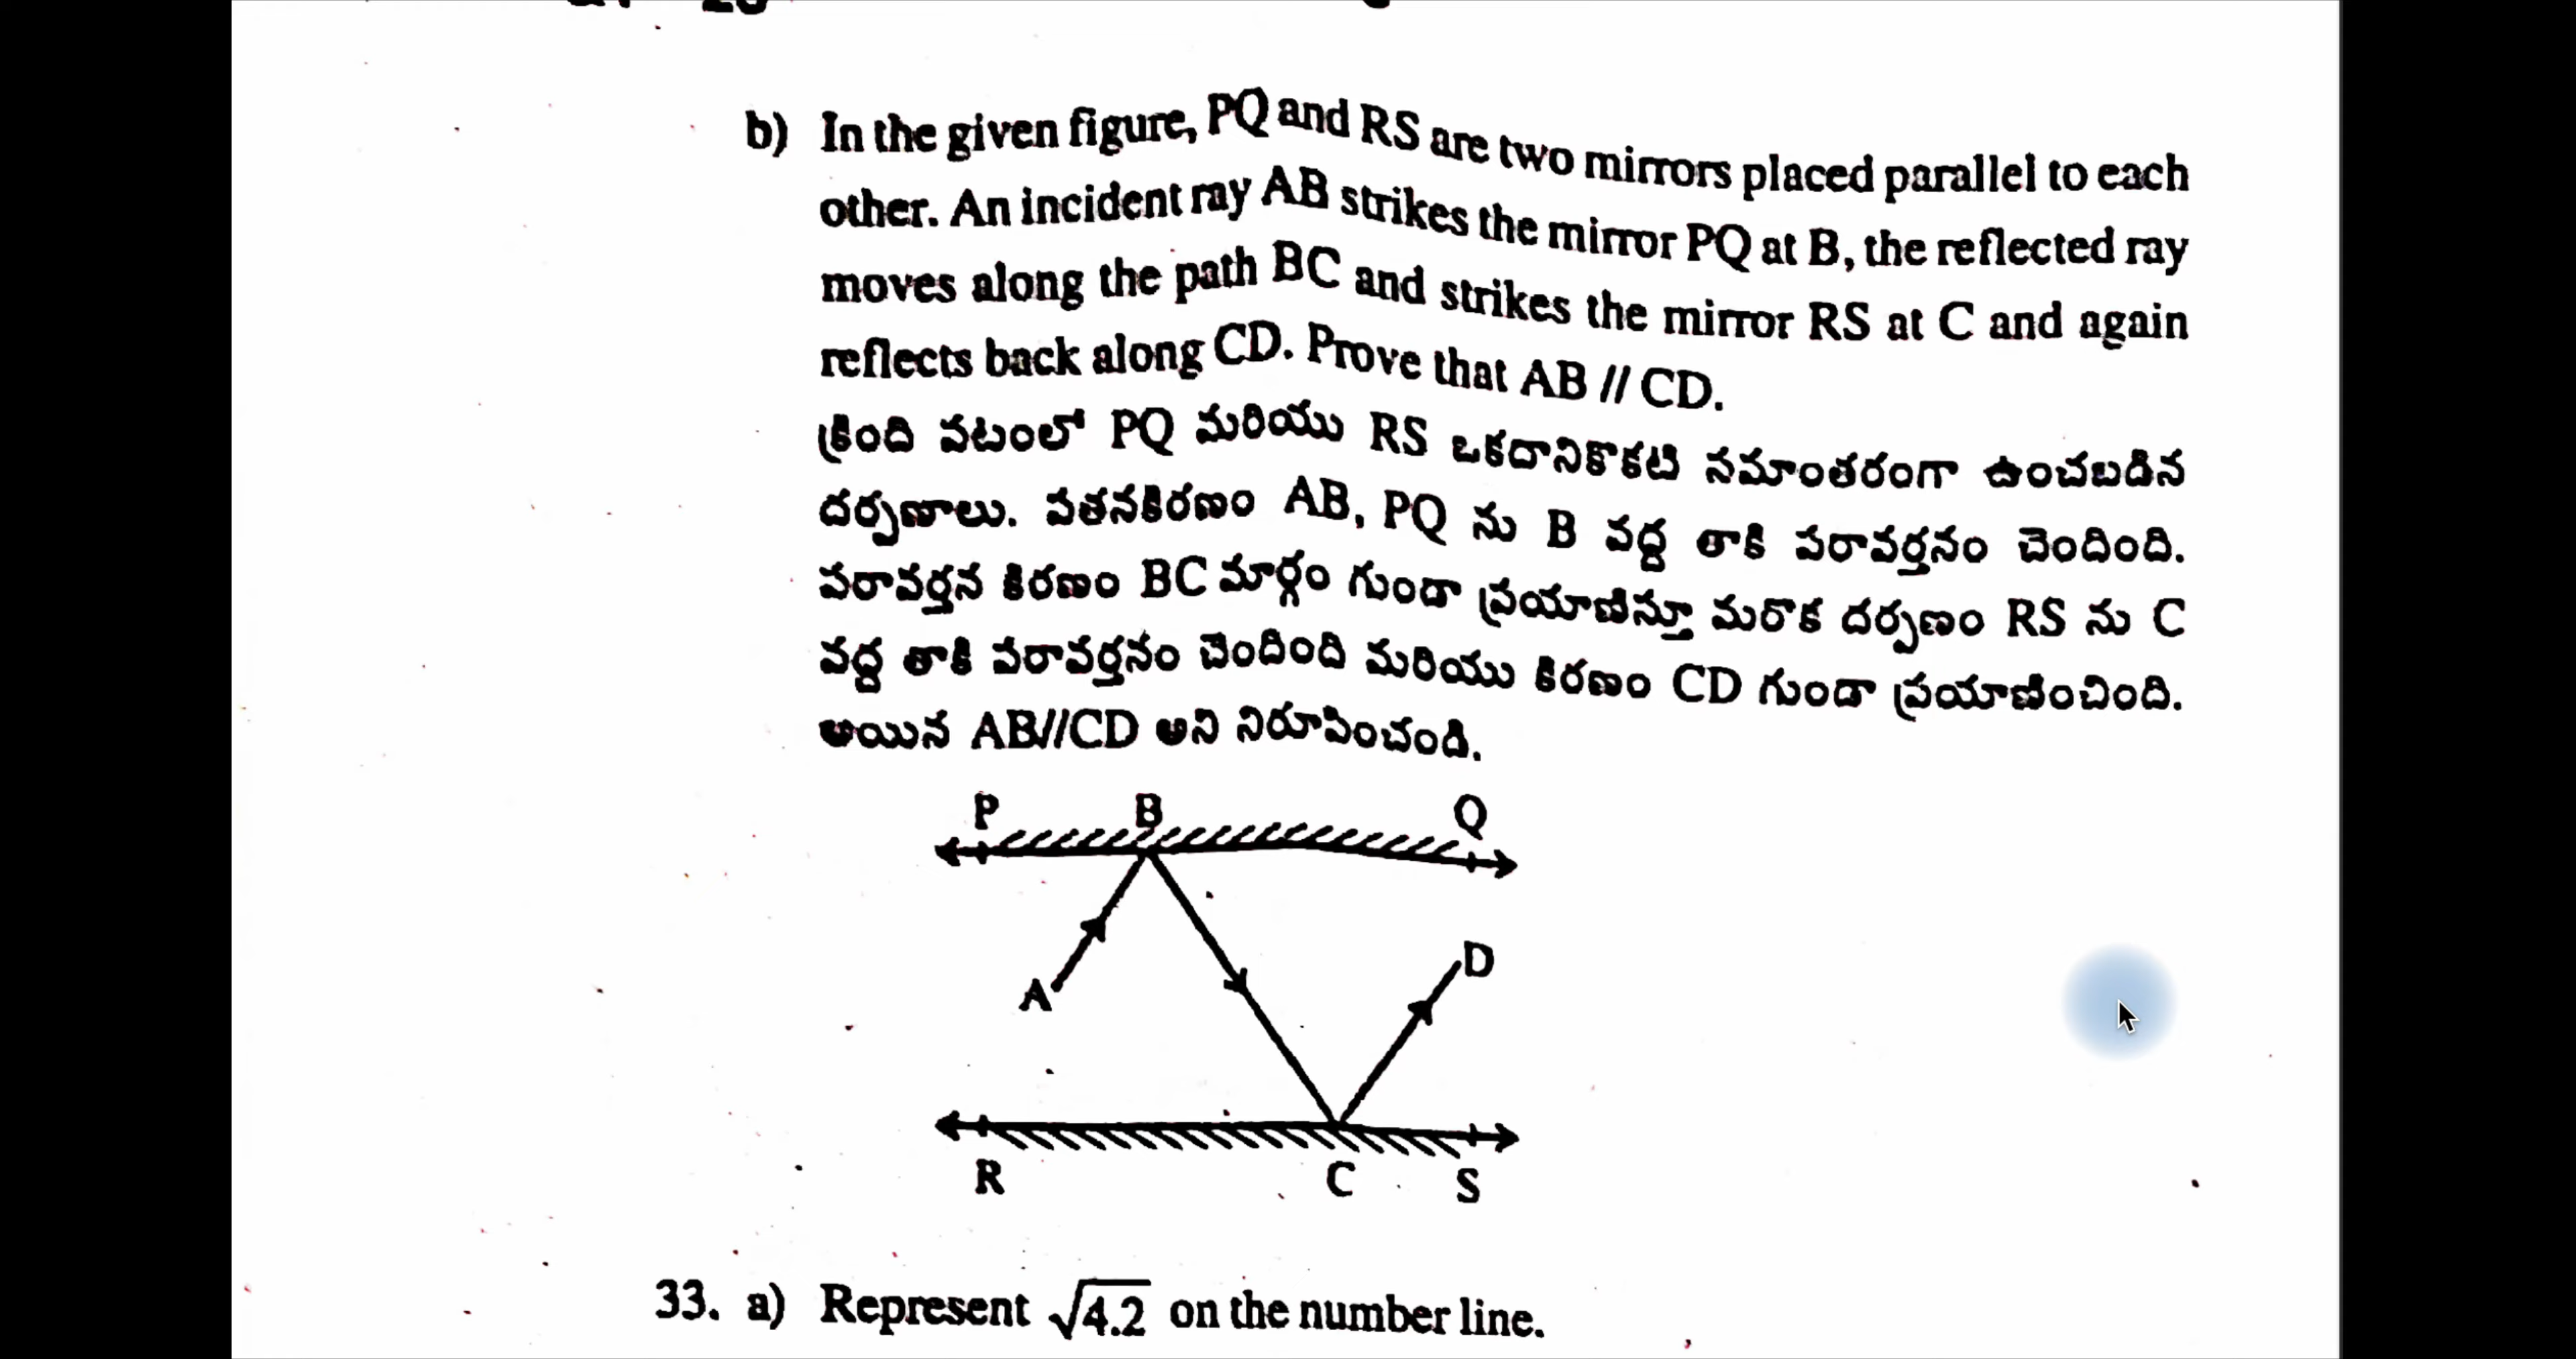 b) In the given figure, PQ and RS are two mirrors placed parallel to each
other. An incident ray AB strikes the mirror PQ at B, the reflected ray
moves along the path BC and strikes the mirror RS at C and again
reflects back along CD. Prove that AB // CD.
క్రింది పటంలో PQ మరియు RS ఒకదానికొకటి సమాంతరంగా ఉంచబడిన
దర్పణాలు. పతనకిరణం AB, PQ ను B వద్ద తాకి పరావర్తనం చెందింది.
పరావర్తన కిరణం BC మార్గం గుండా ప్రయాణిస్తూ మరొక దర్పణం RS ను C
వద్ద తాకి పరావర్తనం చెందింది మరియు కిరణం CD గుండా ప్రయాణించింది.
అయిన AB//CD అని నిరూపించండి.
P B Q
A D
R C S
33. a) Represent √4.2 on the number line.